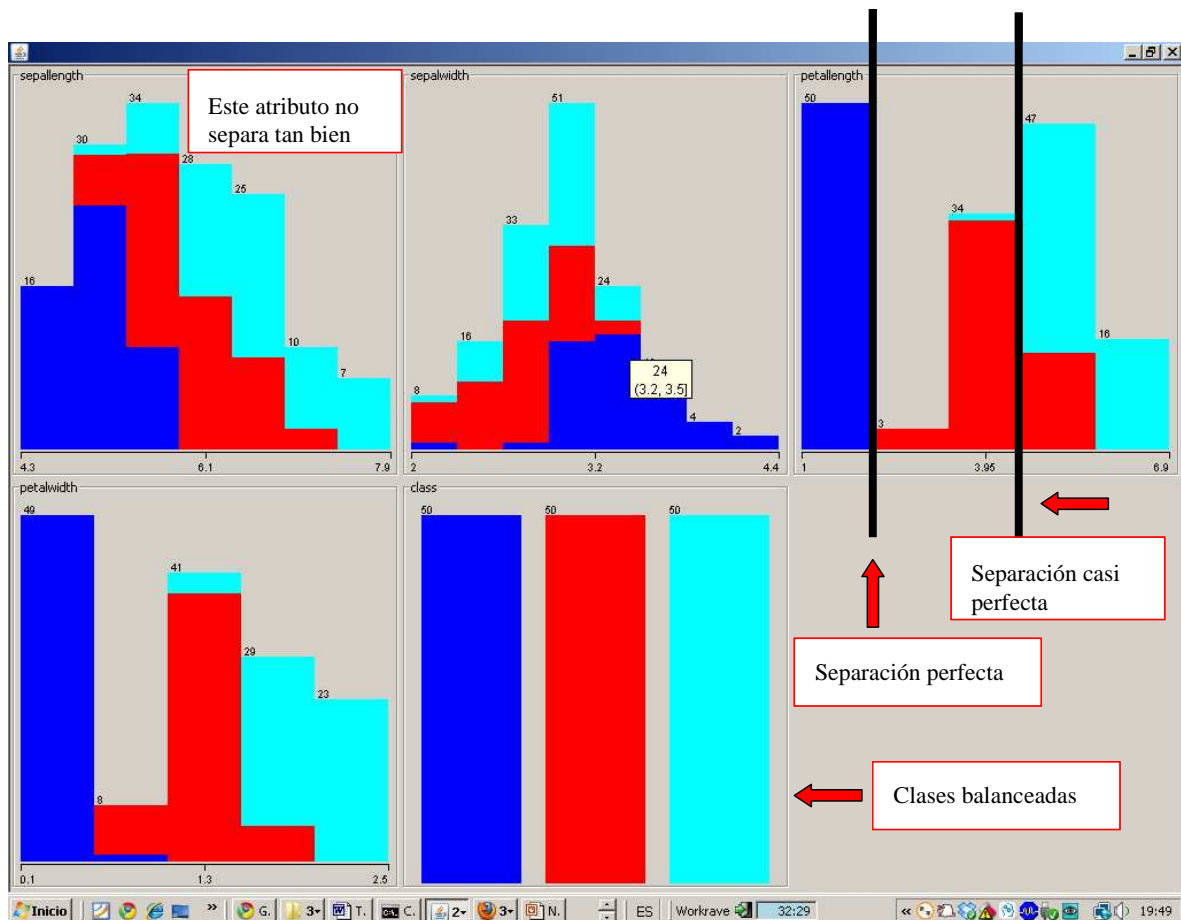 sepallength
34
30
28
25
16
10
7
4.3
6.1
7.9
Este atributo no
separa tan bien
sepalwidth
51
33
24
16
8
4
2
24
(3.2, 3.5]
2
3.2
4.4
petallength
50
47
34
16
3
1
3.95
6.9
petalwidth
49
41
29
23
8
0.1
1.3
2.5
class
50
50
50
Separación casi
perfecta
Separación perfecta
Clases balanceadas
Inicio
»
G.
3
T.
C.
2
3
N.
ES
Workrave
32:29
«
19:49